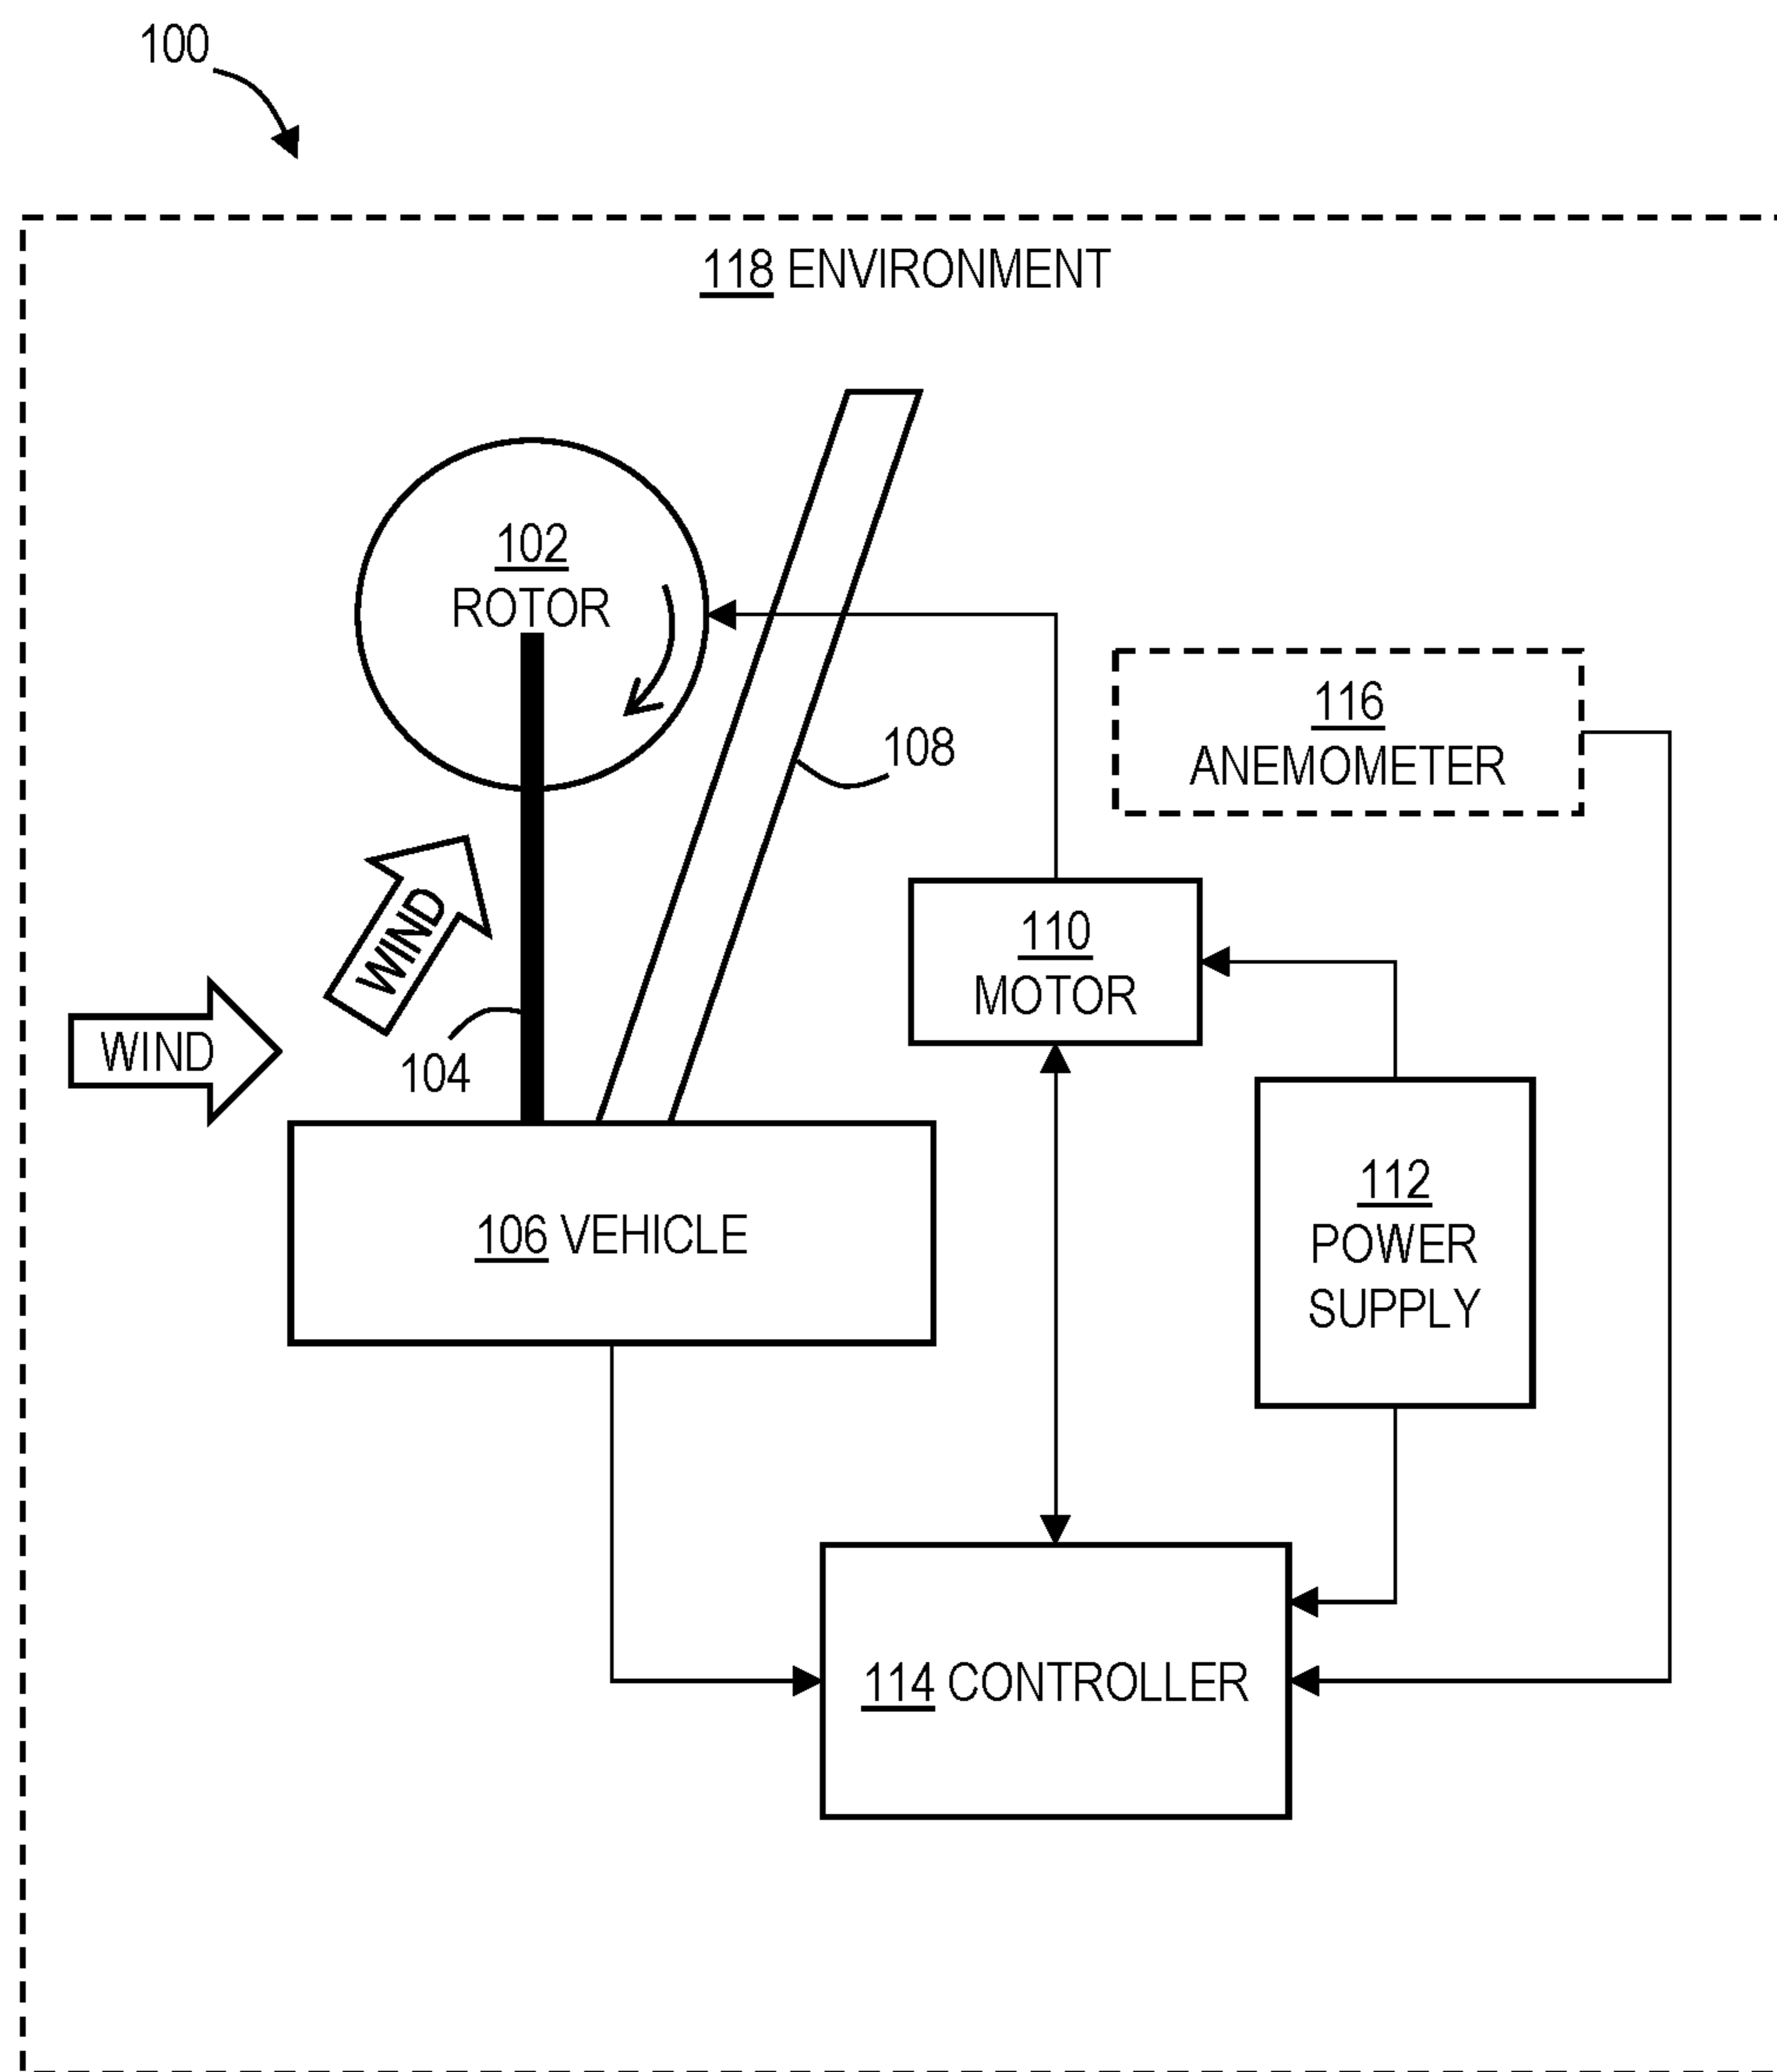 100
118 ENVIRONMENT
102
ROTOR
108
116
ANEMOMETER
WIND
110
MOTOR
WIND
104
112
POWER
SUPPLY
106 VEHICLE
114 CONTROLLER